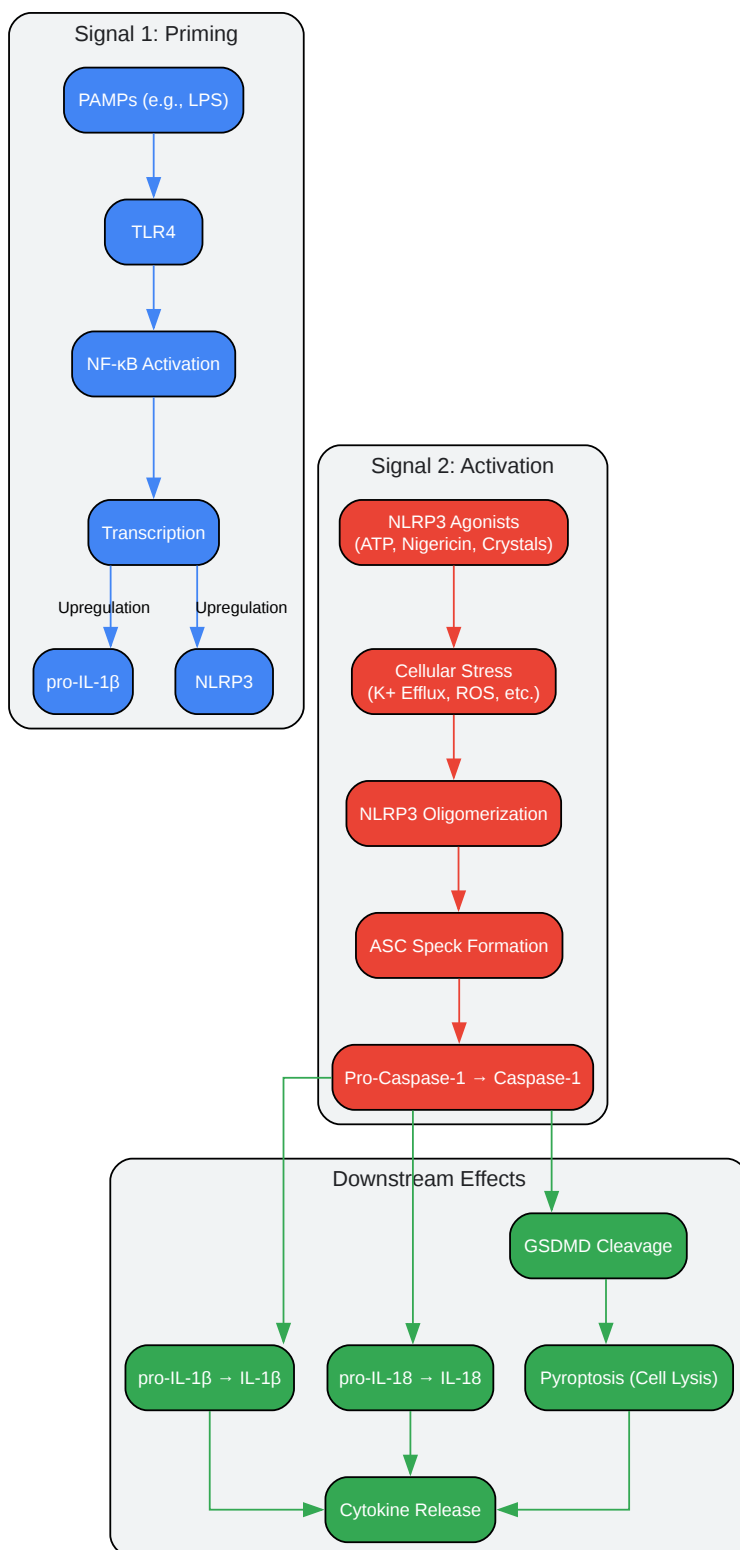 Signal 1: Priming
PAMPs (e.g., LPS)
TLR4
NF-κB Activation
Transcription
Upregulation
Upregulation
pro-IL-1β
NLRP3
Signal 2: Activation
NLRP3 Agonists
(ATP, Nigericin, Crystals)
Cellular Stress
(K+ Efflux, ROS, etc.)
NLRP3 Oligomerization
ASC Speck Formation
Pro-Caspase-1 → Caspase-1
Downstream Effects
GSDMD Cleavage
pro-IL-1β → IL-1β
pro-IL-18 → IL-18
Pyroptosis (Cell Lysis)
Cytokine Release